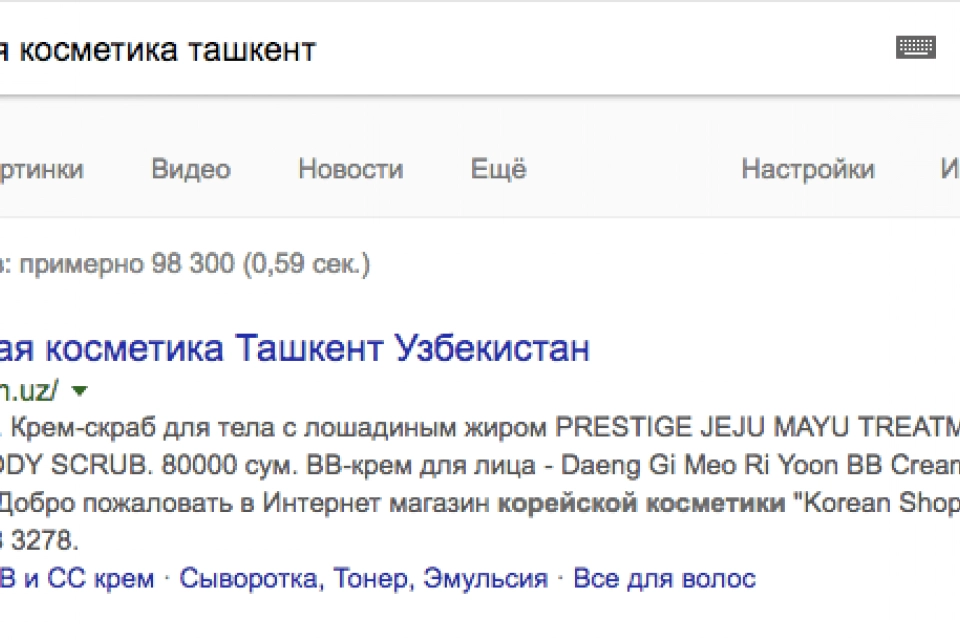 я косметика ташкент
ртинки Видео Новости Ещё Настройки И
в: примерно 98 300 (0,59 сек.)
ая косметика Ташкент Узбекистан
n.uz/
. Крем-скраб для тела с лошадиным жиром PRESTIGE JEJU MAYU TREATM
ODY SCRUB. 80000 сум. BB-крем для лица - Daeng Gi Meo Ri Yoon BB Cream
Добро пожаловать в Интернет магазин корейской косметики "Korean Shop
3 3278.
В и СС крем · Сыворотка, Тонер, Эмульсия · Все для волос